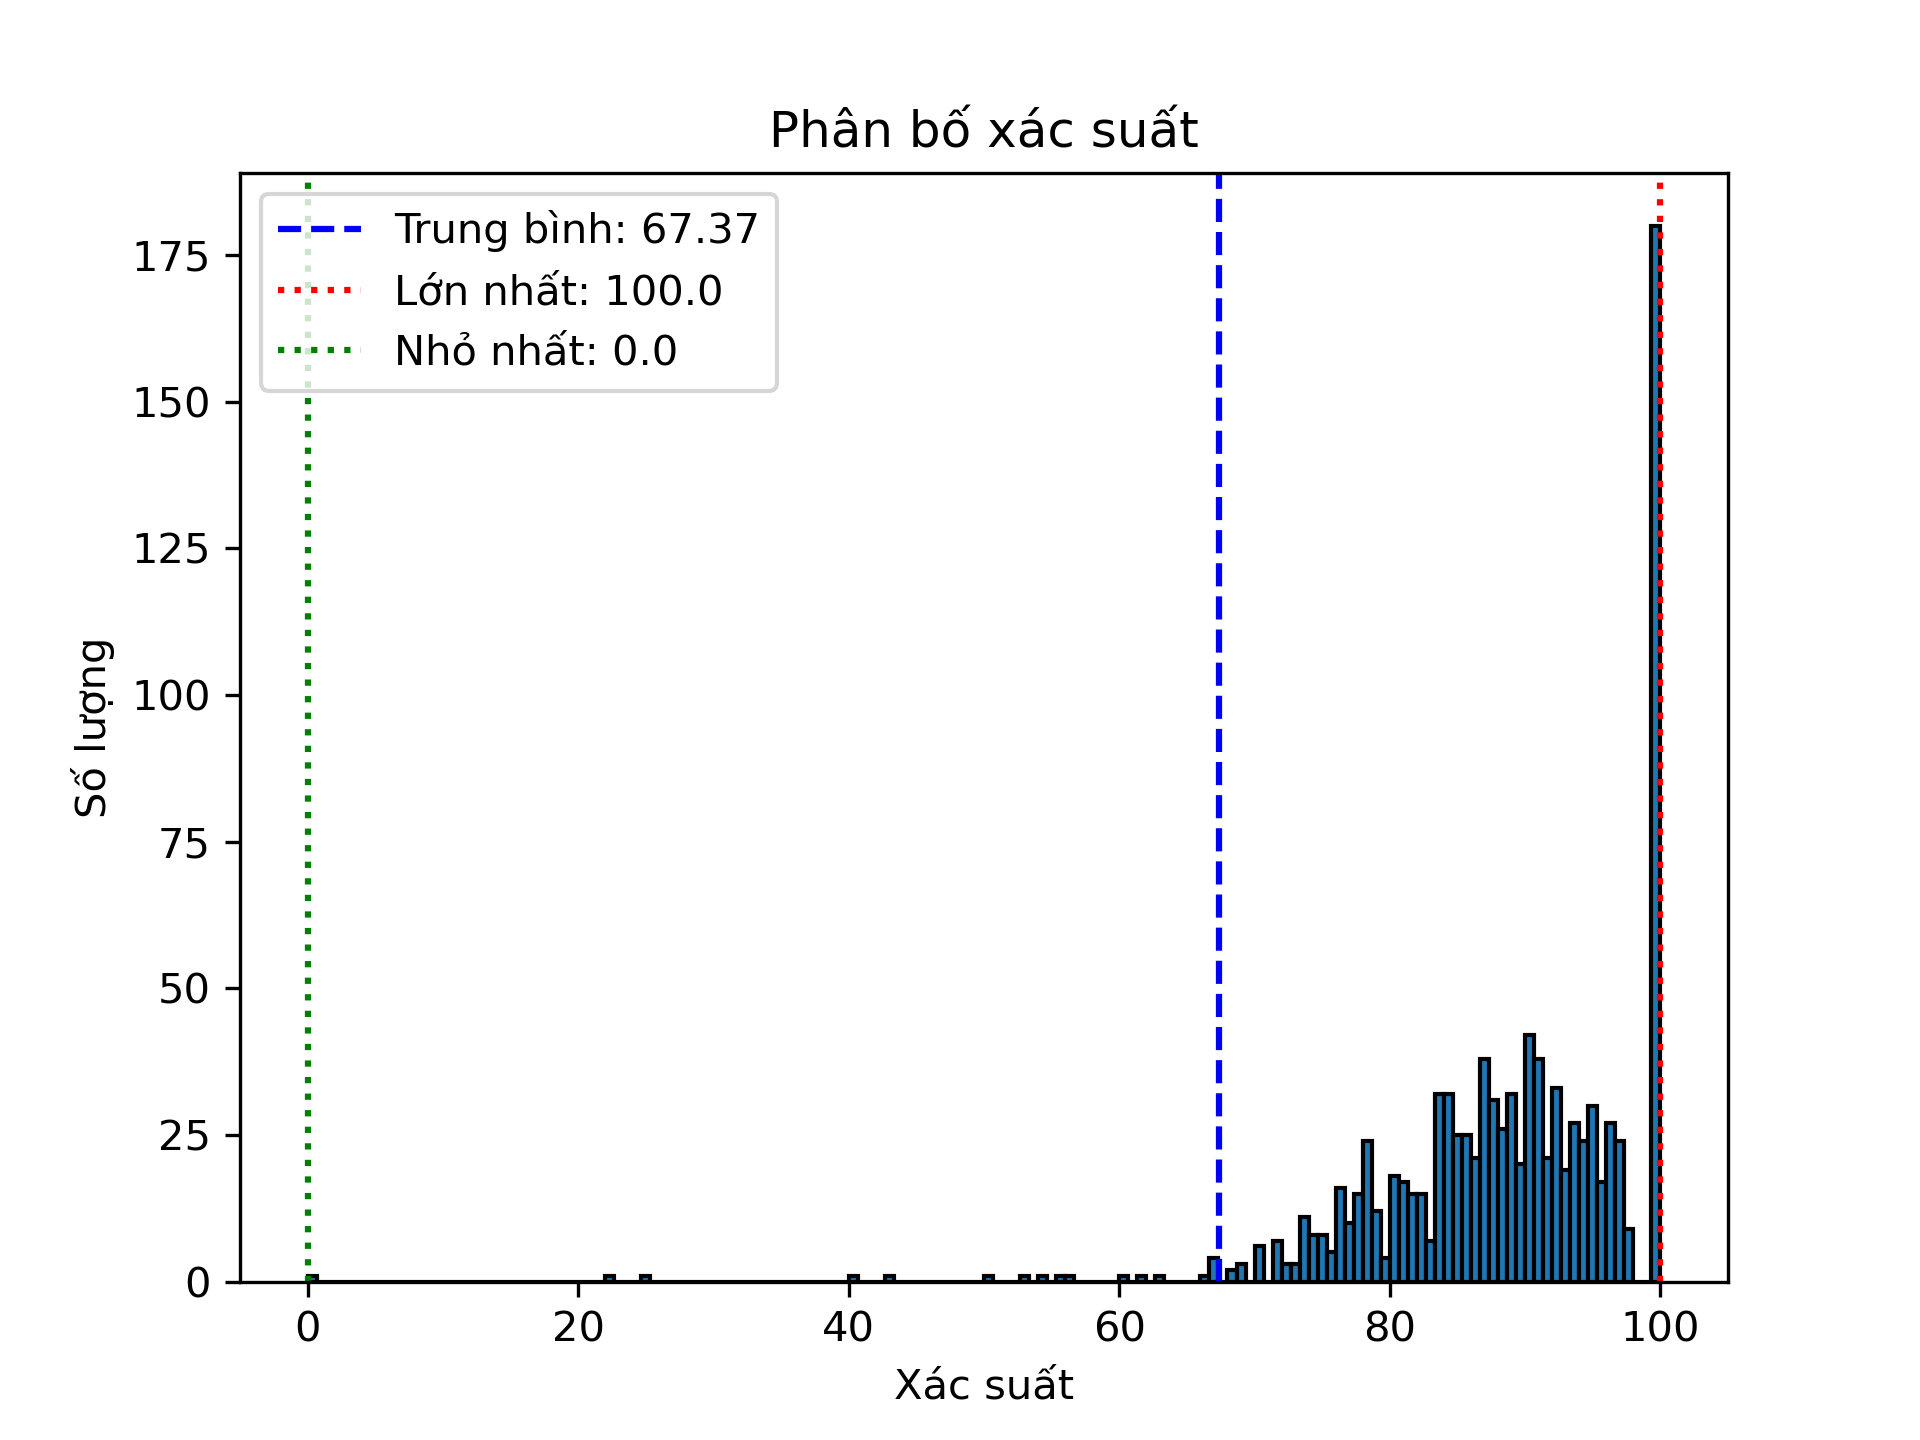 Phân bố xác suất
Trung bình: 67.37
Lớn nhất: 100.0
Nhỏ nhất: 0.0
175
150
125
100
75
50
25
0
Số lượng
0 20 40 60 80 100
Xác suất